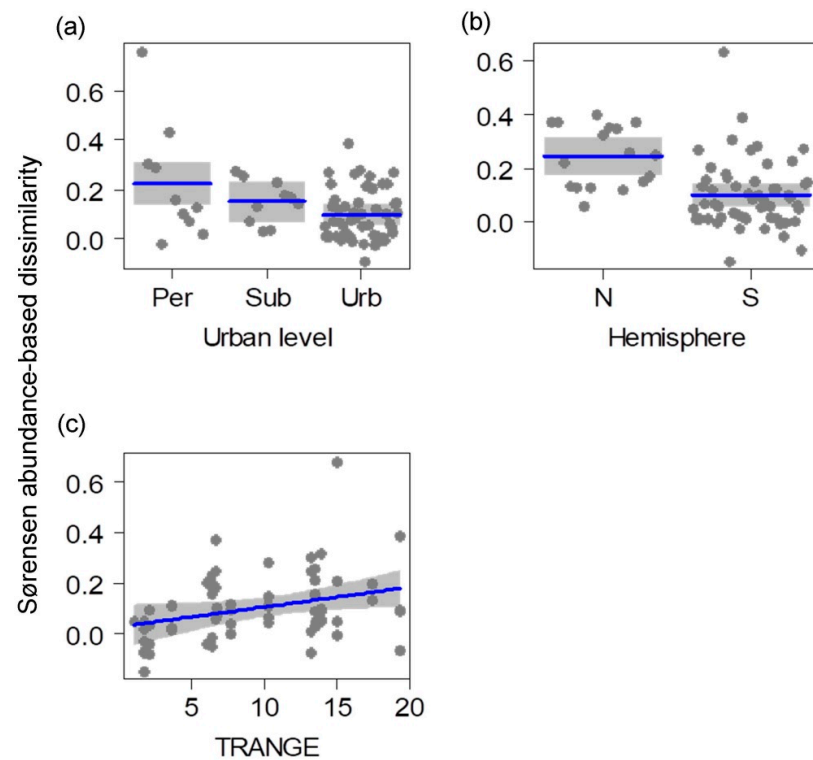 Sørensen abundance-based dissimilarity
(a)
0.6
0.4
0.2
0.0
Per Sub Urb
Urban level
(b)
0.6
0.4
0.2
0.0
N S
Hemisphere
(c)
0.6
0.4
0.2
0.0
5 10 15 20
TRANGE